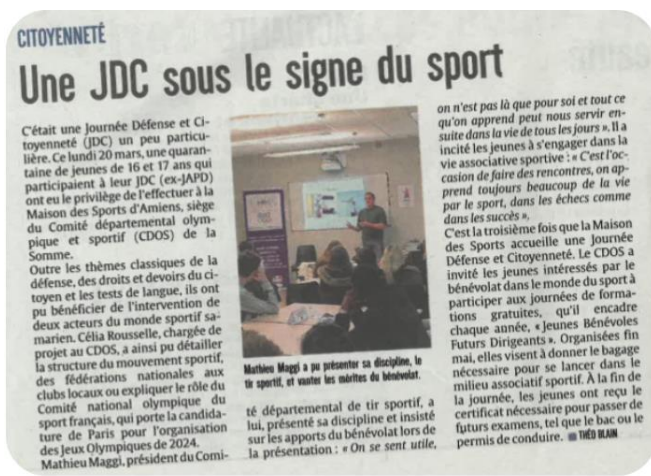 CITOYENNETÉ
Une JDC sous le signe du sport
C'était une Journée Défense et Ci-
toyenneté (JDC) un peu particu-
lière. Ce lundi 20 mars, une quaran-
taine de jeunes de 16 et 17 ans qui
participaient à leur JDC (ex-JAPD)
ont eu le privilège de l'effectuer à la
Maison des Sports d'Amiens, siège
du Comité départemental olym-
pique et sportif (CDOS) de la
Somme.
Outre les thèmes classiques de la
défense, des droits et devoirs du ci-
toyen et les tests de langue, ils ont
pu bénéficier de l'intervention de
deux acteurs du monde sportif sa-
marien. Célia Rousselle, chargée de
projet au CDOS, a ainsi pu détailler
la structure du mouvement sportif,
des fédérations nationales aux
clubs locaux ou expliquer le rôle du
Comité national olympique du
sport français, qui porte la candida-
ture de Paris pour l'organisation
des Jeux Olympiques de 2024.
Mathieu Maggi, président du Comi-
Mathieu Maggi a pu présenter sa discipline, le
tir sportif, et vanter les mérites du bénévolat.
té départemental de tir sportif, a
lui, présenté sa discipline et insisté
sur les apports du bénévolat lors de
la présentation : « On se sent utile,
on n'est pas là que pour soi et tout ce
qu'on apprend peut nous servir en-
suite dans la vie de tous les jours ». Il a
incité les jeunes à s'engager dans la
vie associative sportive : « C'est l'oc-
casion de faire des rencontres, on ap-
prend toujours beaucoup de la vie
par le sport, dans les échecs comme
dans les succès ».
C'est la troisième fois que la Maison
des Sports accueille une Journée
Défense et Citoyenneté. Le CDOS a
invité les jeunes intéressés par le
bénévolat dans le monde du sport à
participer aux journées de forma-
tions gratuites, qu'il encadre
chaque année, « Jeunes Bénévoles
Futurs Dirigeants ». Organisées fin
mai, elles visent à donner le bagage
nécessaire pour se lancer dans le
milieu associatif sportif. À la fin de
la journée, les jeunes ont reçu le
certificat nécessaire pour passer de
futurs examens, tel que le bac ou le
permis de conduire. THÉO BLAIN